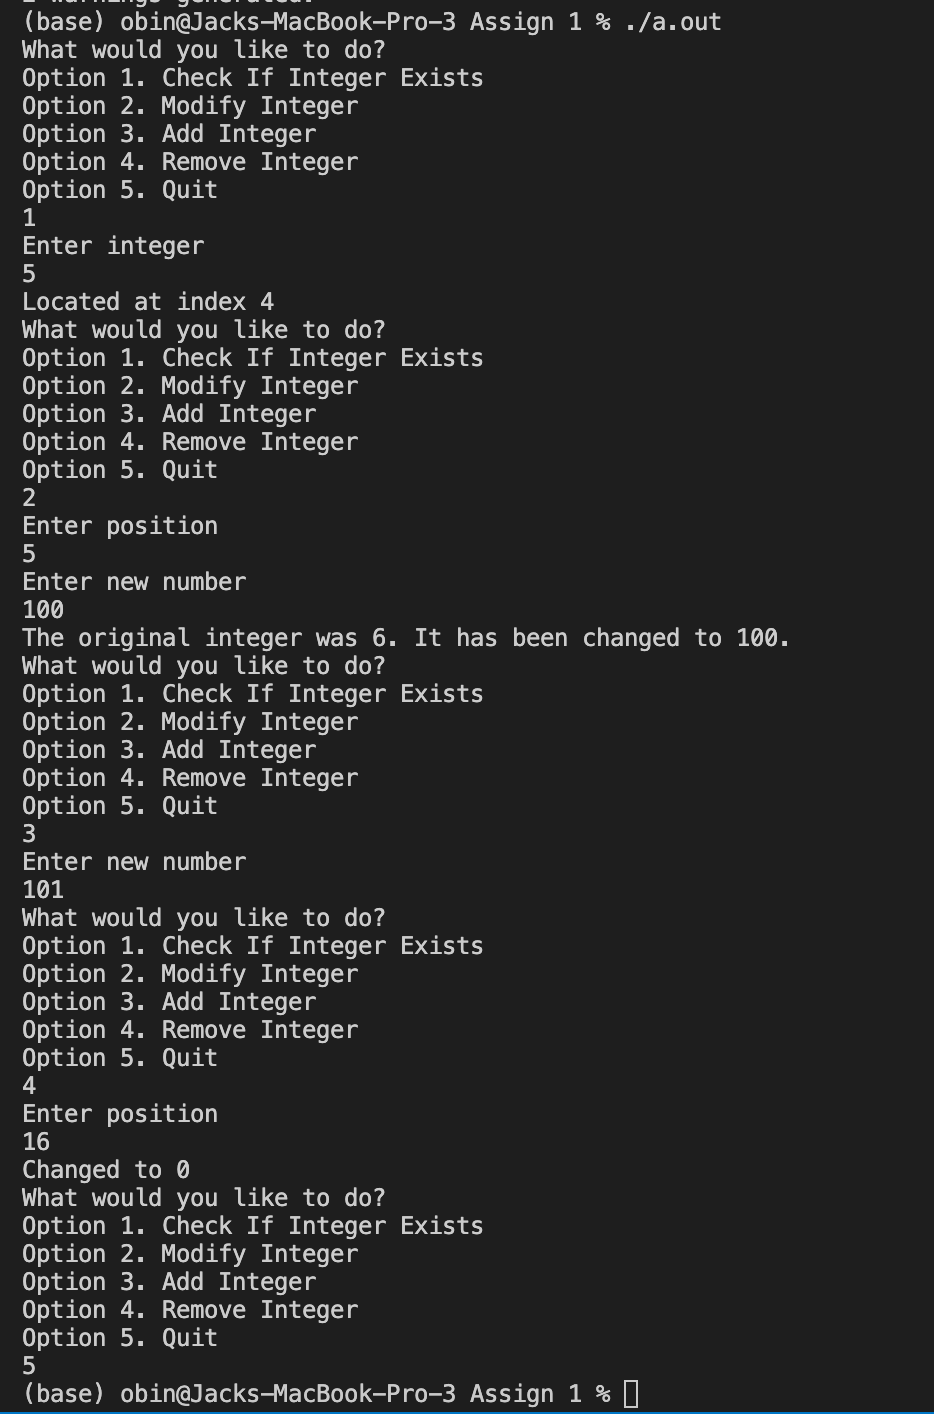 warnings generated.
(base) obin@Jacks-MacBook-Pro-3 Assign 1 % ./a.out
What would you like to do?
Option 1. Check If Integer Exists
Option 2. Modify Integer
Option 3. Add Integer
Option 4. Remove Integer
Option 5. Quit
1
Enter integer
5
Located at index 4
What would you like to do?
Option 1. Check If Integer Exists
Option 2. Modify Integer
Option 3. Add Integer
Option 4. Remove Integer
Option 5. Quit
2
Enter position
5
Enter new number
100
The original integer was 6. It has been changed to 100.
What would you like to do?
Option 1. Check If Integer Exists
Option 2. Modify Integer
Option 3. Add Integer
Option 4. Remove Integer
Option 5. Quit
3
Enter new number
101
What would you like to do?
Option 1. Check If Integer Exists
Option 2. Modify Integer
Option 3. Add Integer
Option 4. Remove Integer
Option 5. Quit
4
Enter position
16
Changed to 0
What would you like to do?
Option 1. Check If Integer Exists
Option 2. Modify Integer
Option 3. Add Integer
Option 4. Remove Integer
Option 5. Quit
5
(base) obin@Jacks-MacBook-Pro-3 Assign 1 %